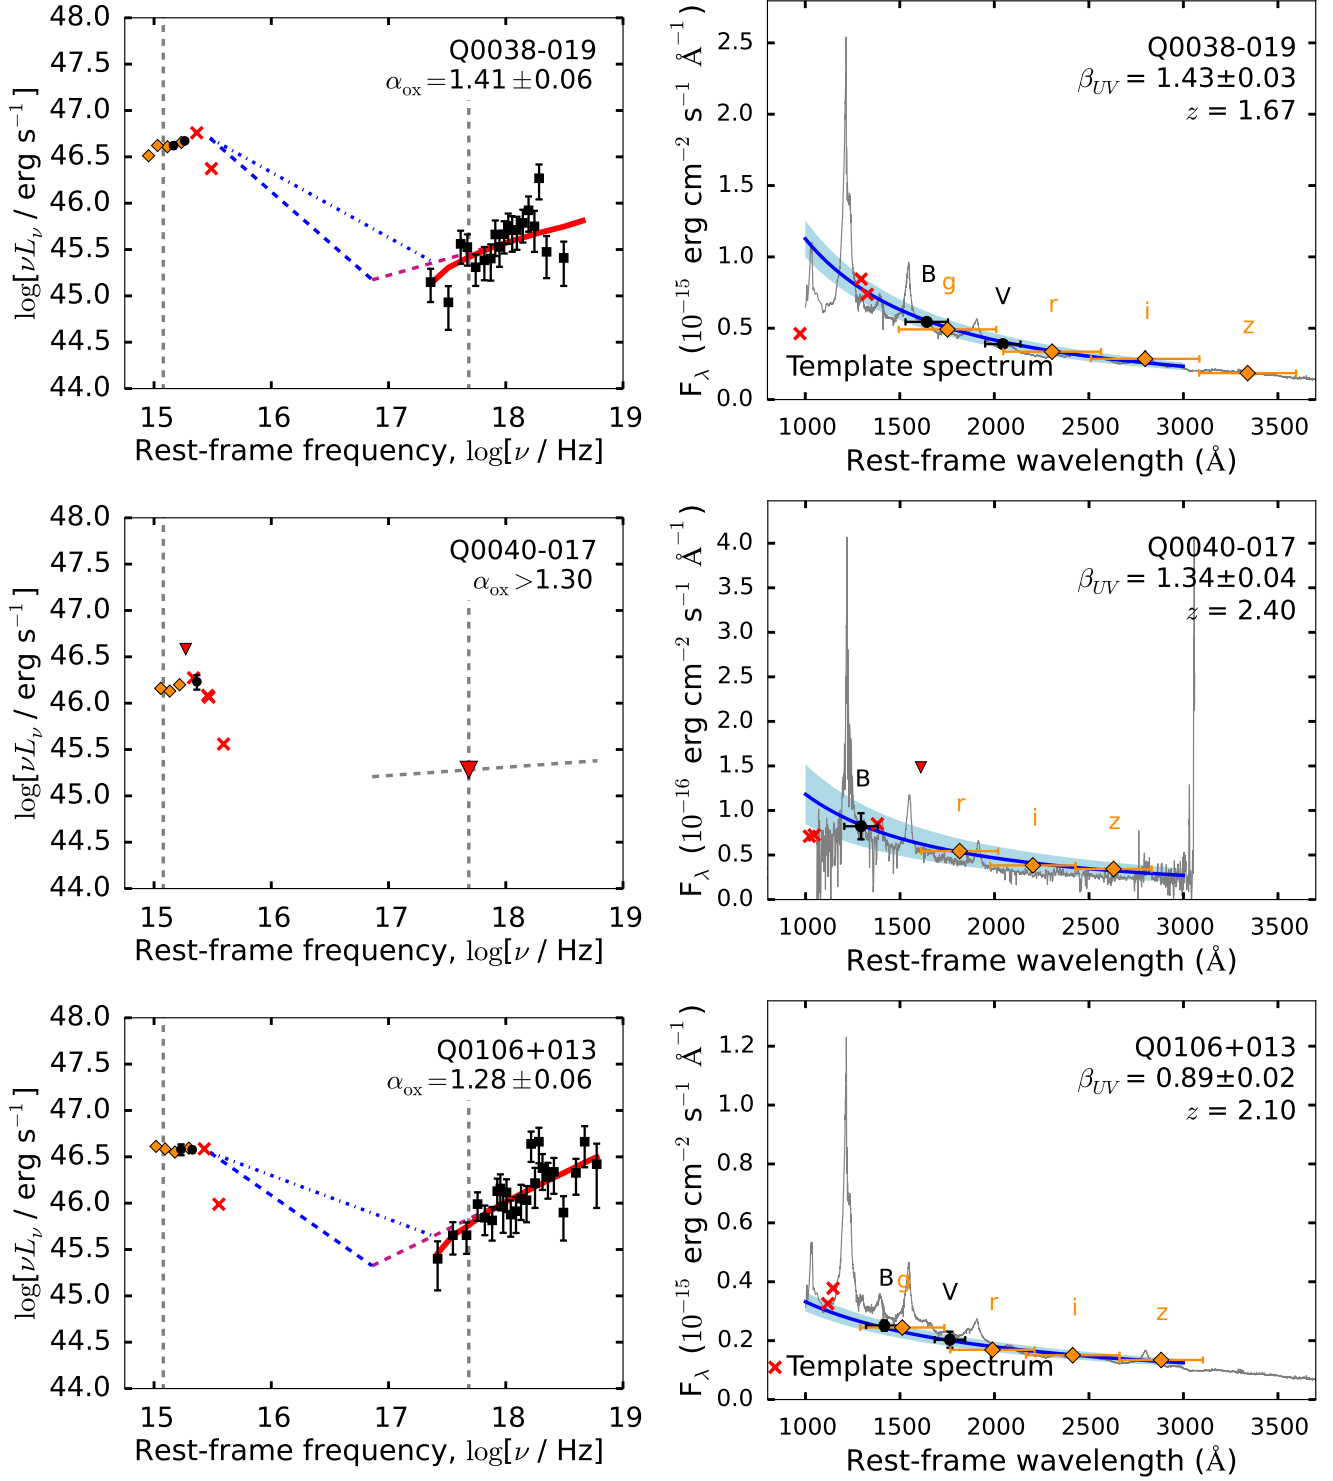 48.0
47.5
47.0
46.5
46.0
45.5
45.0
44.5
44.0
log[νLν / erg s⁻¹]
Q0038-019
αox =1.41 ±0.06
15 16 17 18 19
Rest-frame frequency, log[ν / Hz]
2.5
2.0
1.5
1.0
0.5
0.0
Fλ (10⁻¹⁵ erg cm⁻² s⁻¹ Å⁻¹)
Q0038-019
βUV = 1.43±0.03
z = 1.67
B g V r i z
Template spectrum
1000 1500 2000 2500 3000 3500
Rest-frame wavelength (Å)
48.0
47.5
47.0
46.5
46.0
45.5
45.0
44.5
44.0
log[νLν / erg s⁻¹]
Q0040-017
αox >1.30
15 16 17 18 19
Rest-frame frequency, log[ν / Hz]
4.0
3.5
3.0
2.5
2.0
1.5
1.0
0.5
0.0
Fλ (10⁻¹⁶ erg cm⁻² s⁻¹ Å⁻¹)
Q0040-017
βUV = 1.34±0.04
z = 2.40
B r i z
1000 1500 2000 2500 3000 3500
Rest-frame wavelength (Å)
48.0
47.5
47.0
46.5
46.0
45.5
45.0
44.5
44.0
log[νLν / erg s⁻¹]
Q0106+013
αox =1.28 ±0.06
15 16 17 18 19
Rest-frame frequency, log[ν / Hz]
1.2
1.0
0.8
0.6
0.4
0.2
0.0
Fλ (10⁻¹⁵ erg cm⁻² s⁻¹ Å⁻¹)
Q0106+013
βUV = 0.89±0.02
z = 2.10
B g V r i z
Template spectrum
1000 1500 2000 2500 3000 3500
Rest-frame wavelength (Å)